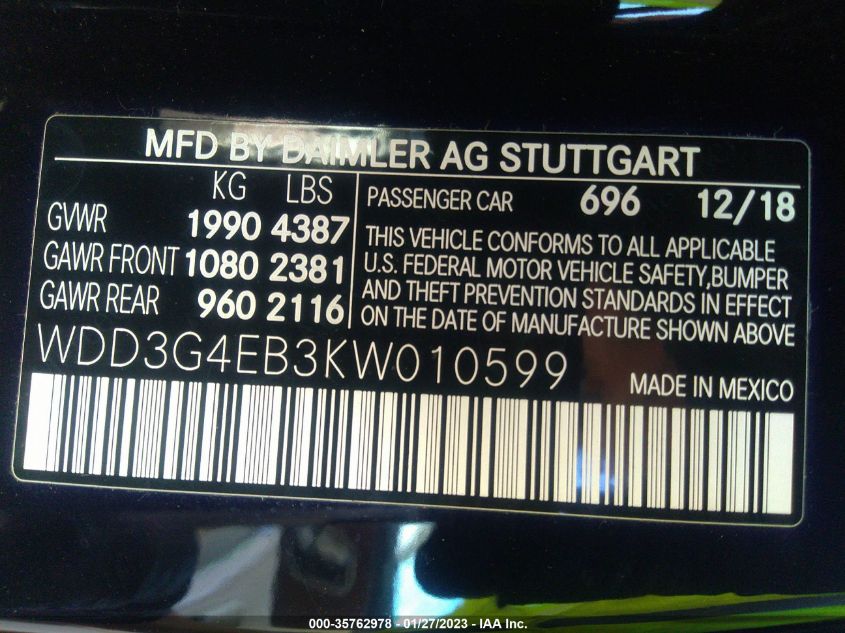 MFD BY DAIMLER AG STUTTGART
KG LBS
GVWR 1990 4387
GAWR FRONT 1080 2381
GAWR REAR 960 2116
PASSENGER CAR 696 12/18
THIS VEHICLE CONFORMS TO ALL APPLICABLE
U.S. FEDERAL MOTOR VEHICLE SAFETY,BUMPER
AND THEFT PREVENTION STANDARDS IN EFFECT
ON THE DATE OF MANUFACTURE SHOWN ABOVE
WDD3G4EB3KW010599
MADE IN MEXICO
000-35762978 — 01/27/2023 — IAA Inc.